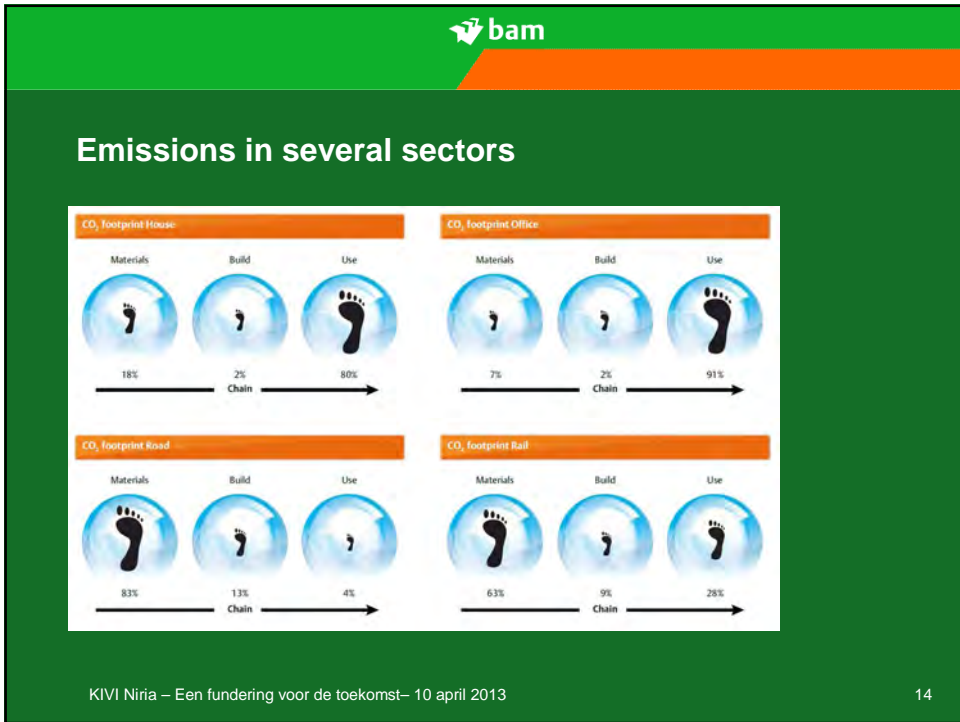 bam
Emissions in several sectors
CO₂ footprint House
Materials Build Use
18% 2% 80%
Chain
CO₂ footprint Office
Materials Build Use
7% 2% 91%
Chain
CO₂ footprint Road
Materials Build Use
83% 13% 4%
Chain
CO₂ footprint Rail
Materials Build Use
63% 9% 28%
Chain
KIVI Niria – Een fundering voor de toekomst– 10 april 2013 14